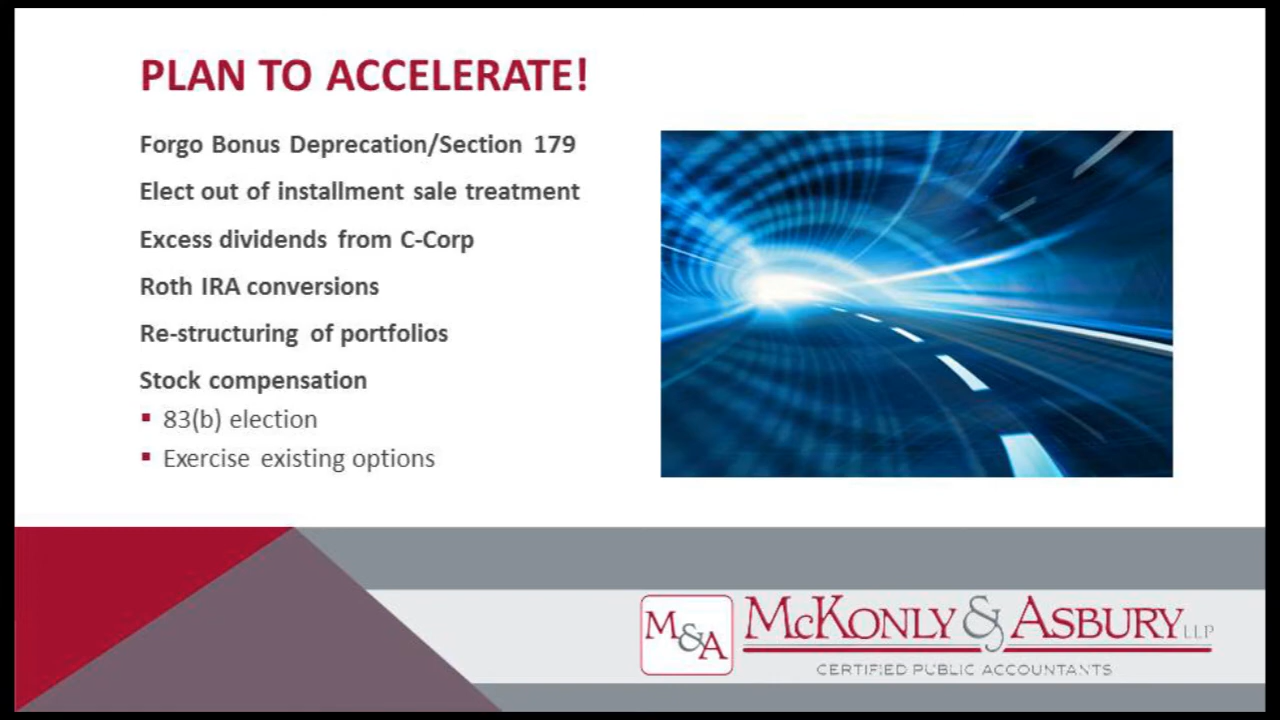 PLAN TO ACCELERATE!
Forgo Bonus Deprecation/Section 179
Elect out of installment sale treatment
Excess dividends from C-Corp
Roth IRA conversions
Re-structuring of portfolios
Stock compensation
83(b) election
Exercise existing options
M&A
McKonly & Asbury LLP
CERTIFIED PUBLIC ACCOUNTANTS